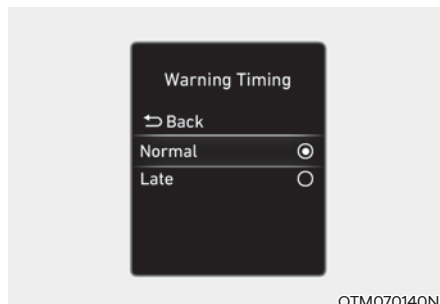 Warning Timing
⮌ Back
Normal
Late
OTM070140N